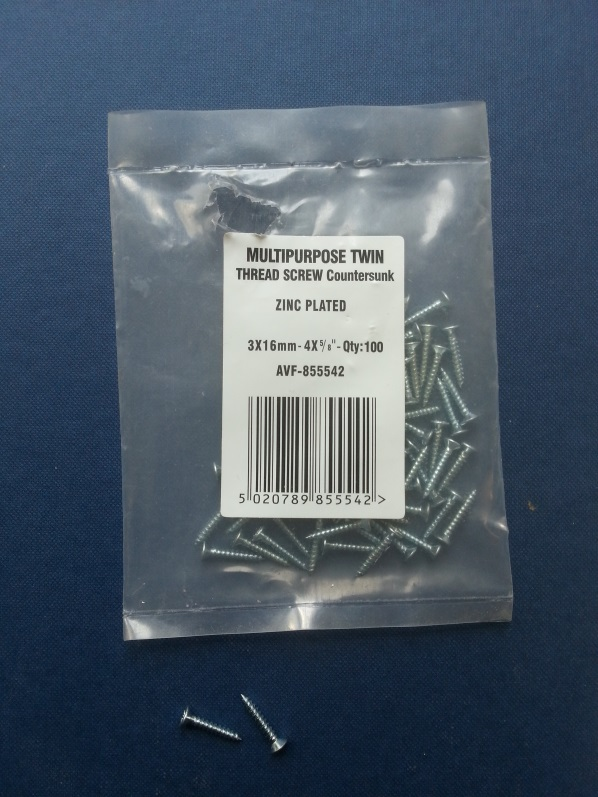 MULTIPURPOSE TWIN
THREAD SCREW Countersunk
ZINC PLATED
3X16mm - 4X5/8" - Qty:100
AVF-855542
5 020789 855542 >